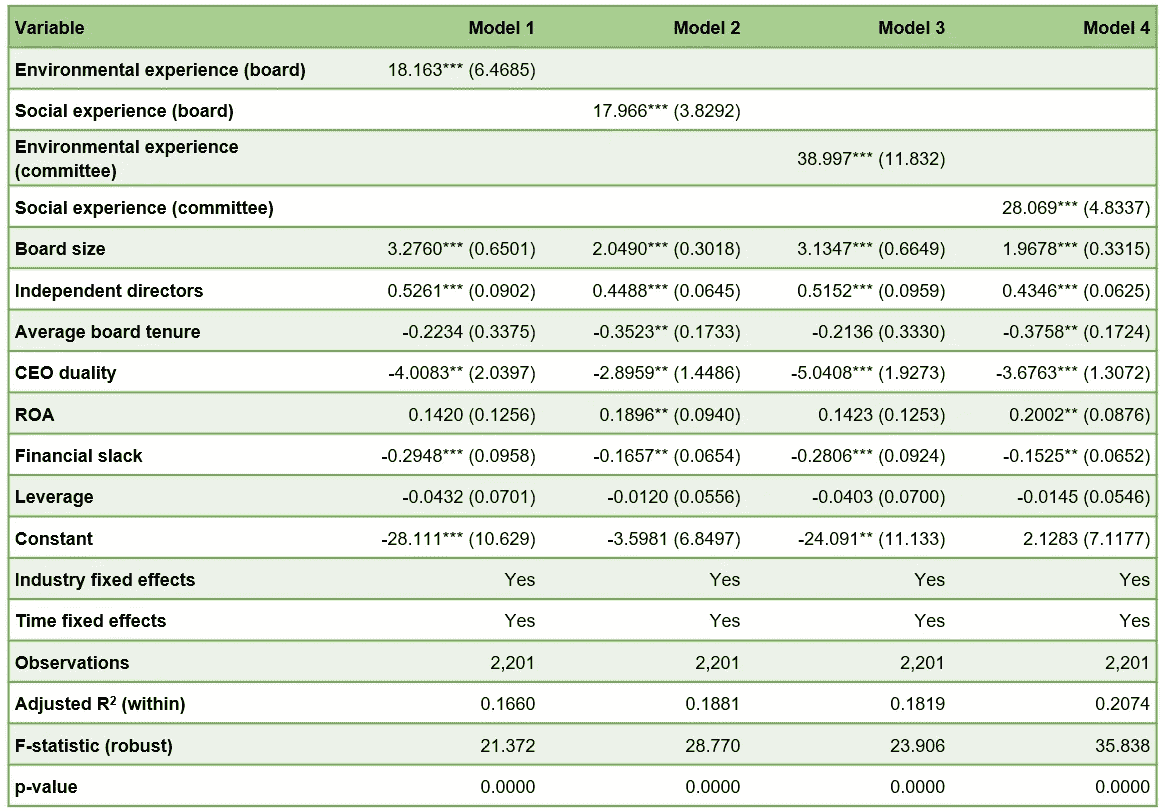 Variable Model 1 Model 2 Model 3 Model 4
Environmental experience (board) 18.163*** (6.4685)
Social experience (board) 17.966*** (3.8292)
Environmental experience
(committee) 38.997*** (11.832)
Social experience (committee) 28.069*** (4.8337)
Board size 3.2760*** (0.6501) 2.0490*** (0.3018) 3.1347*** (0.6649) 1.9678*** (0.3315)
Independent directors 0.5261*** (0.0902) 0.4488*** (0.0645) 0.5152*** (0.0959) 0.4346*** (0.0625)
Average board tenure -0.2234 (0.3375) -0.3523** (0.1733) -0.2136 (0.3330) -0.3758** (0.1724)
CEO duality -4.0083** (2.0397) -2.8959** (1.4486) -5.0408*** (1.9273) -3.6763*** (1.3072)
ROA 0.1420 (0.1256) 0.1896** (0.0940) 0.1423 (0.1253) 0.2002** (0.0876)
Financial slack -0.2948*** (0.0958) -0.1657** (0.0654) -0.2806*** (0.0924) -0.1525** (0.0652)
Leverage -0.0432 (0.0701) -0.0120 (0.0556) -0.0403 (0.0700) -0.0145 (0.0546)
Constant -28.111*** (10.629) -3.5981 (6.8497) -24.091** (11.133) 2.1283 (7.1177)
Industry fixed effects Yes Yes Yes Yes
Time fixed effects Yes Yes Yes Yes
Observations 2,201 2,201 2,201 2,201
Adjusted R² (within) 0.1660 0.1881 0.1819 0.2074
F-statistic (robust) 21.372 28.770 23.906 35.838
p-value 0.0000 0.0000 0.0000 0.0000